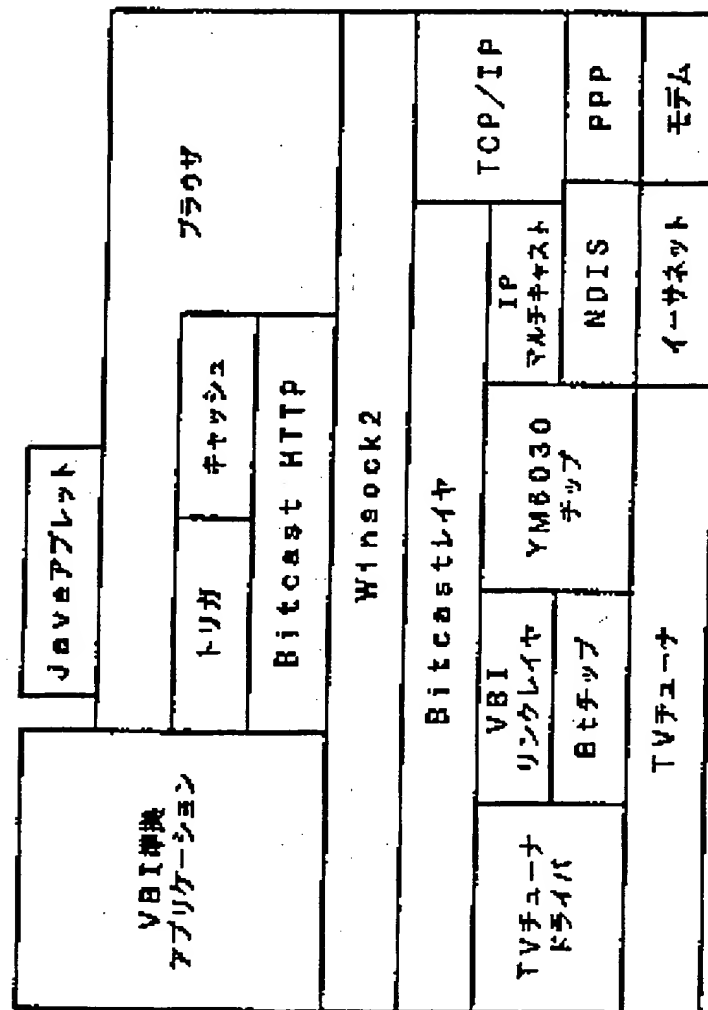 Javaアプレット
VBI準拠
アプリケーション
ブラウザ
トリガ
キャッシュ
Bitcast HTTP
Winsock2
Bitcastレイヤ
TCP/IP
TVチューナ
ドライバ
VBI
リンクレイヤ
Btチップ
YM6030
チップ
IP
マルチキャスト
NDIS
PPP
TVチューナ
イーサネット
モデム